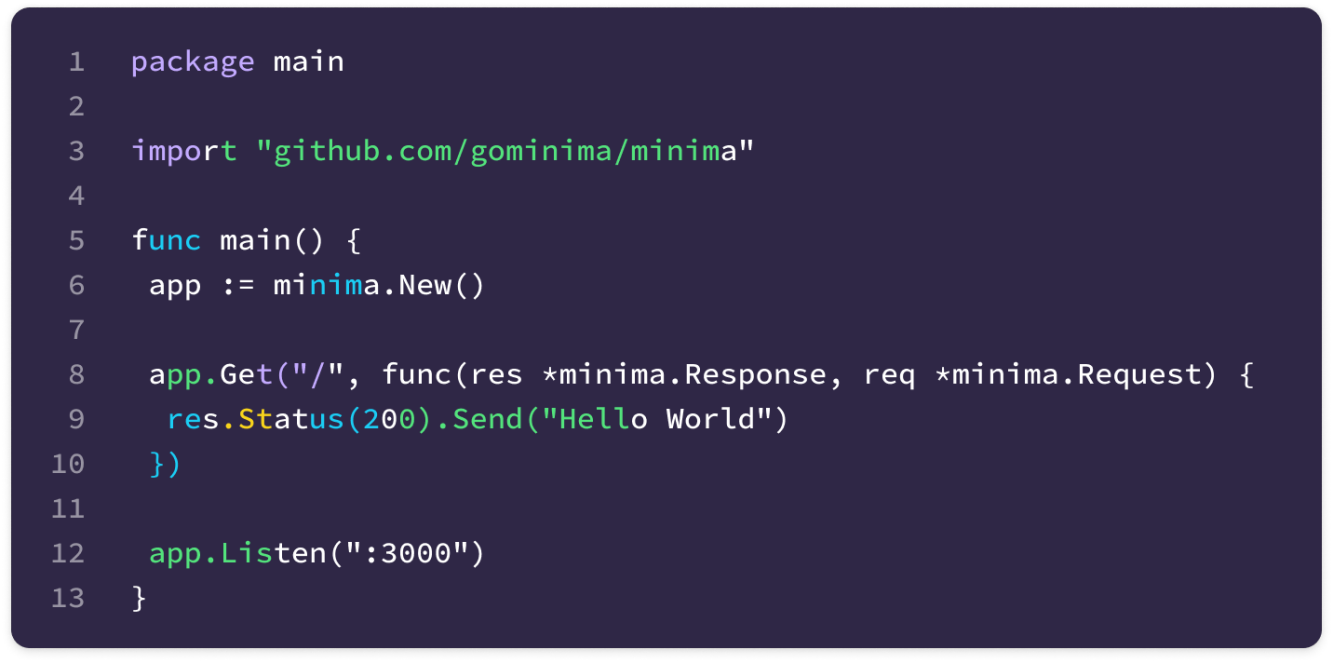 1 package main
2
3 import "github.com/gominima/minima"
4
5 func main() {
6  app := minima.New()
7
8  app.Get("/", func(res *minima.Response, req *minima.Request) {
9   res.Status(200).Send("Hello World")
10  })
11
12  app.Listen(":3000")
13 }